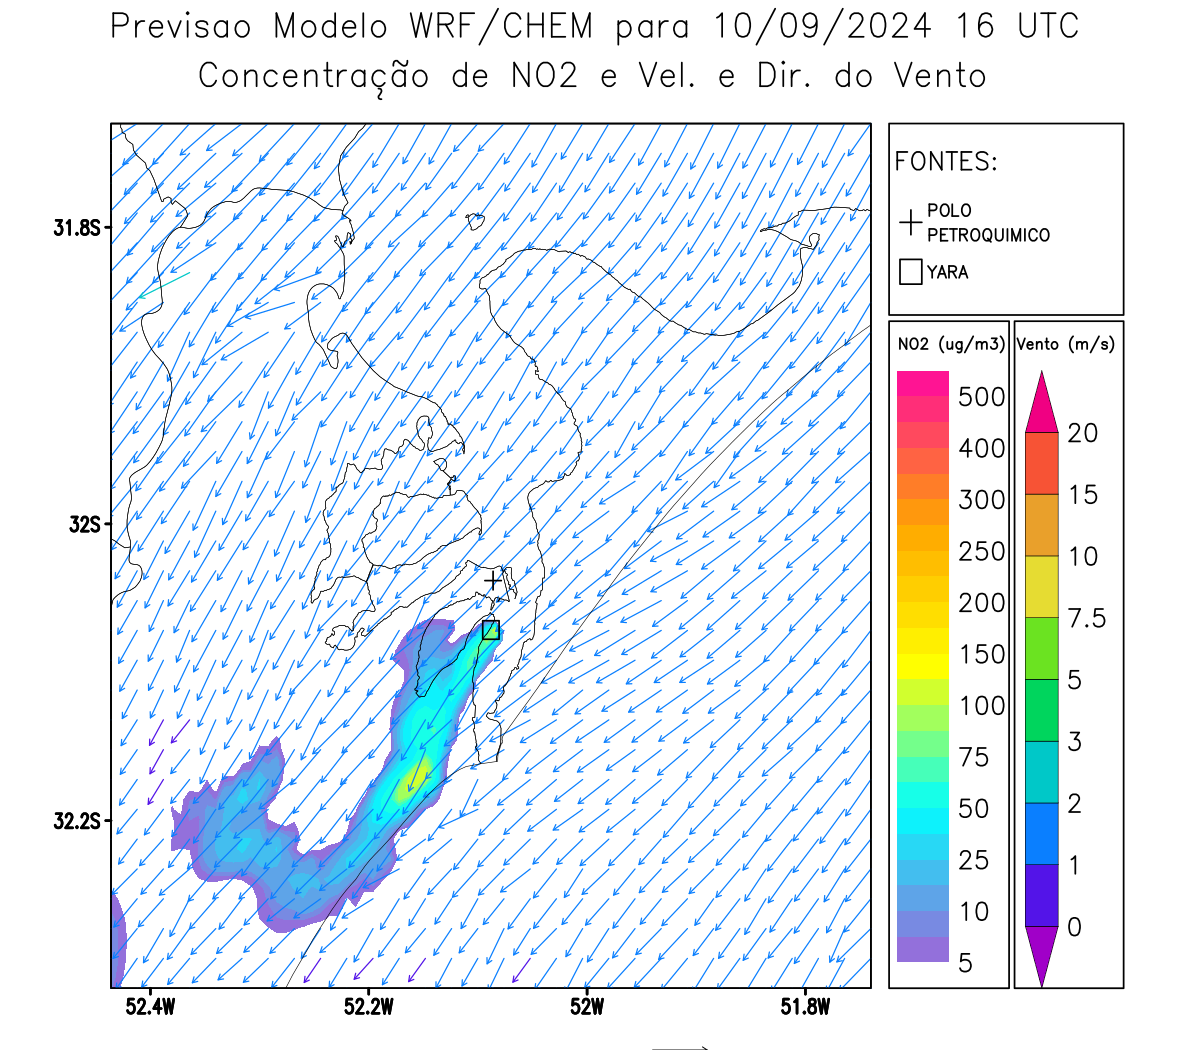 Previsao Modelo WRF/CHEM para 10/09/2024 16 UTC
Concentração de NO2 e Vel. e Dir. do Vento
FONTES:
POLO
PETROQUIMICO
YARA
31.8S
32S
32.2S
52.4W
52.2W
52W
51.8W
NO2 (ug/m3)
500
400
300
250
200
150
100
75
50
25
10
5
Vento (m/s)
20
15
10
7.5
5
3
2
1
0